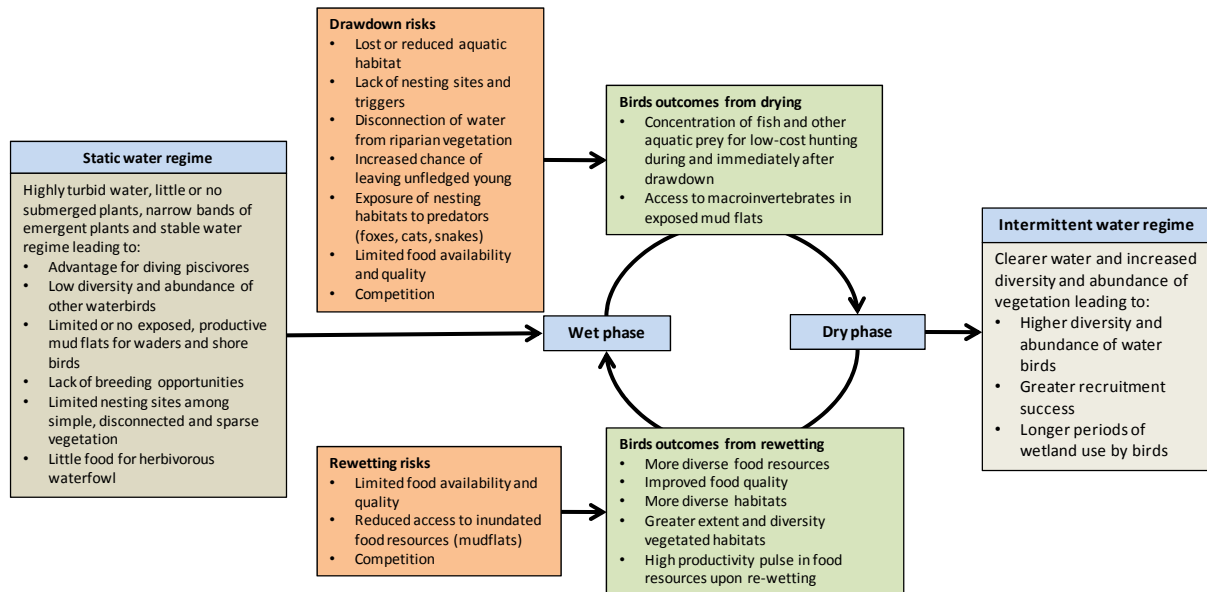 Static water regime
Highly turbid water, little or no
submerged plants, narrow bands of
emergent plants and stable water
regime leading to:
• Advantage for diving piscivores
• Low diversity and abundance of
other waterbirds
• Limited or no exposed, productive
mud flats for waders and shore
birds
• Lack of breeding opportunities
• Limited nesting sites among
simple, disconnected and sparse
vegetation
• Little food for herbivorous
waterfowl
Drawdown risks
• Lost or reduced aquatic
habitat
• Lack of nesting sites and
triggers
• Disconnection of water
from riparian vegetation
• Increased chance of
leaving unfledged young
• Exposure of nesting
habitats to predators
(foxes, cats, snakes)
• Limited food availability
and quality
• Competition
Rewetting risks
• Limited food availability and
quality
• Reduced access to inundated
food resources (mudflats)
• Competition
Birds outcomes from drying
• Concentration of fish and other
aquatic prey for low-cost hunting
during and immediately after
drawdown
• Access to macroinvertebrates in
exposed mud flats
Wet phase
Dry phase
Birds outcomes from rewetting
• More diverse food resources
• Improved food quality
• More diverse habitats
• Greater extent and diversity
vegetated habitats
• High productivity pulse in food
resources upon re-wetting
Intermittent water regime
Clearer water and increased
diversity and abundance of
vegetation leading to:
• Higher diversity and
abundance of water
birds
• Greater recruitment
success
• Longer periods of
wetland use by birds